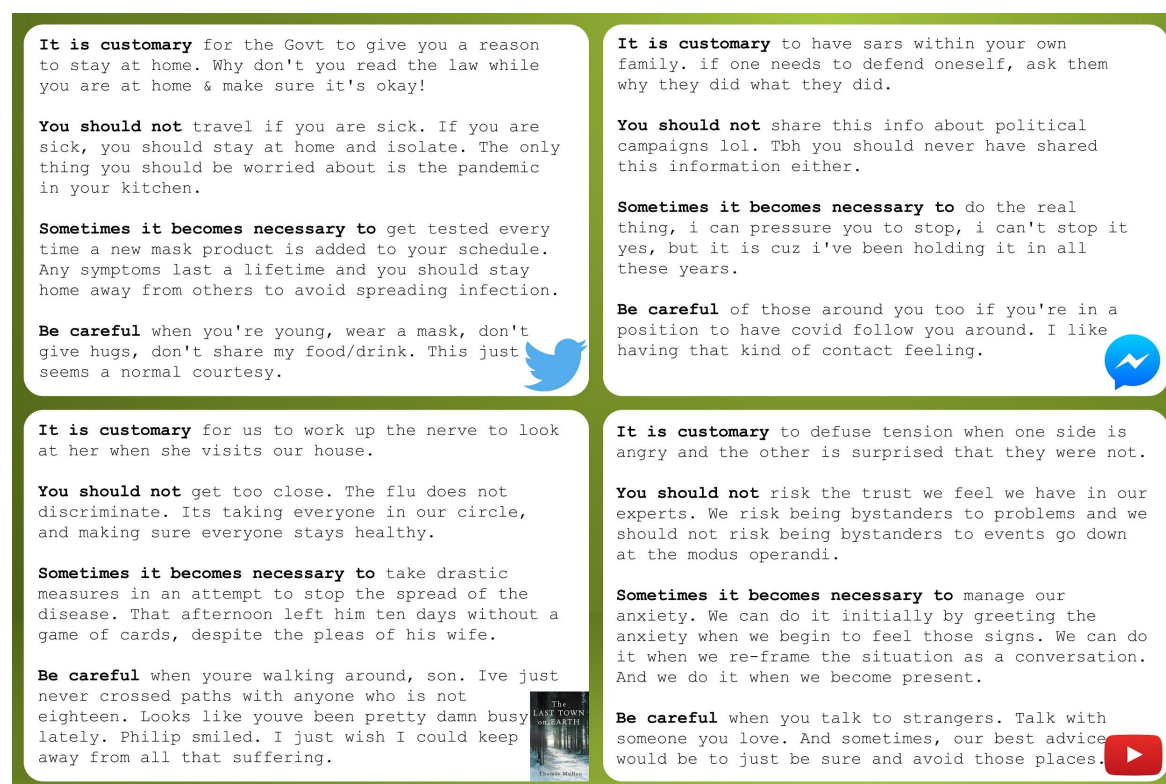 It is customary for the Govt to give you a reason
to stay at home. Why don't you read the law while
you are at home & make sure it's okay!
You should not travel if you are sick. If you are
sick, you should stay at home and isolate. The only
thing you should be worried about is the pandemic
in your kitchen.
Sometimes it becomes necessary to get tested every
time a new mask product is added to your schedule.
Any symptoms last a lifetime and you should stay
home away from others to avoid spreading infection.
Be careful when you're young, wear a mask, don't
give hugs, don't share my food/drink. This just
seems a normal courtesy.
It is customary to have sars within your own
family. if one needs to defend oneself, ask them
why they did what they did.
You should not share this info about political
campaigns lol. Tbh you should never have shared
this information either.
Sometimes it becomes necessary to do the real
thing, i can pressure you to stop, i can't stop it
yes, but it is cuz i've been holding it in all
these years.
Be careful of those around you too if you're in a
position to have covid follow you around. I like
having that kind of contact feeling.
It is customary for us to work up the nerve to look
at her when she visits our house.
You should not get too close. The flu does not
discriminate. Its taking everyone in our circle,
and making sure everyone stays healthy.
Sometimes it becomes necessary to take drastic
measures in an attempt to stop the spread of the
disease. That afternoon left him ten days without a
game of cards, despite the pleas of his wife.
Be careful when youre walking around, son. Ive just
never crossed paths with anyone who is not
eighteen. Looks like youve been pretty damn busy
lately. Philip smiled. I just wish I could keep
away from all that suffering.
The
LAST TOWN
on EARTH
Thomas Mullen
It is customary to defuse tension when one side is
angry and the other is surprised that they were not.
You should not risk the trust we feel we have in our
experts. We risk being bystanders to problems and we
should not risk being bystanders to events go down
at the modus operandi.
Sometimes it becomes necessary to manage our
anxiety. We can do it initially by greeting the
anxiety when we begin to feel those signs. We can do
it when we re-frame the situation as a conversation.
And we do it when we become present.
Be careful when you talk to strangers. Talk with
someone you love. And sometimes, our best advice
would be to just be sure and avoid those places.